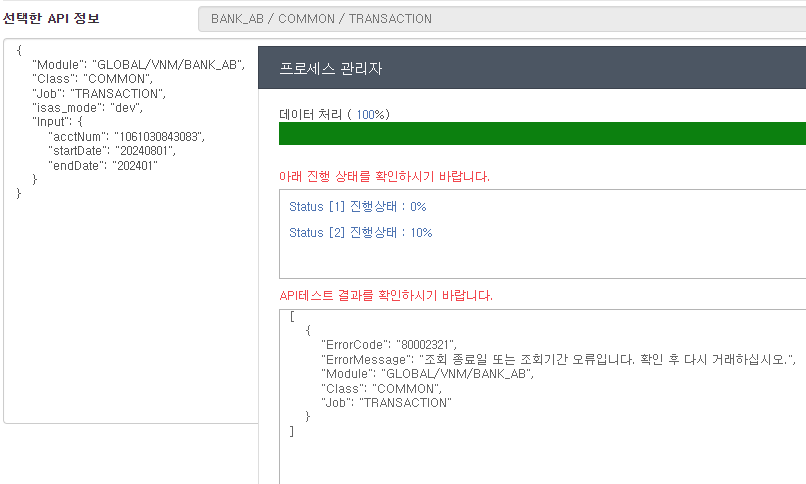 선택한 API 정보
BANK_AB / COMMON / TRANSACTION
{
"Module": "GLOBAL/VNM/BANK_AB",
"Class": "COMMON",
"Job": "TRANSACTION",
"isas_mode": "dev",
"Input": {
"acctNum": "1061030843083",
"startDate": "20240801",
"endDate": "202401"
}
}
프로세스 관리자
데이터 처리 ( 100%)
아래 진행 상태를 확인하시기 바랍니다.
Status [1] 진행상태 : 0%
Status [2] 진행상태 : 10%
API테스트 결과를 확인하시기 바랍니다.
[
{
"ErrorCode": "80002321",
"ErrorMessage": "조회 종료일 또는 조회기간 오류입니다. 확인 후 다시 거래하십시오.",
"Module": "GLOBAL/VNM/BANK_AB",
"Class": "COMMON",
"Job": "TRANSACTION"
}
]